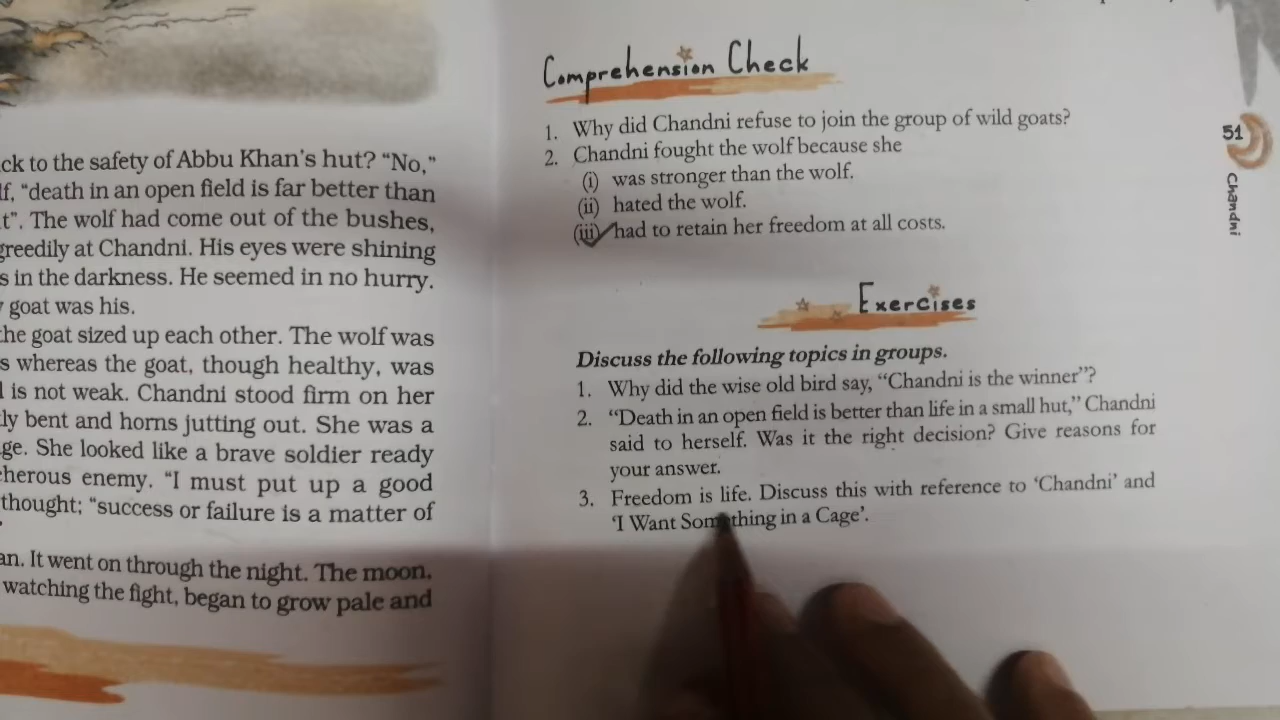 ck to the safety of Abbu Khan's hut? "No,"
lf, "death in an open field is far better than
t". The wolf had come out of the bushes,
greedily at Chandni. His eyes were shining
s in the darkness. He seemed in no hurry.
y goat was his.
the goat sized up each other. The wolf was
s whereas the goat, though healthy, was
l is not weak. Chandni stood firm on her
tly bent and horns jutting out. She was a
ge. She looked like a brave soldier ready
cherous enemy. "I must put up a good
thought; "success or failure is a matter of
an. It went on through the night. The moon,
watching the fight, began to grow pale and
Comprehension Check
1. Why did Chandni refuse to join the group of wild goats?
2. Chandni fought the wolf because she
(i) was stronger than the wolf.
(ii) hated the wolf.
(iii) had to retain her freedom at all costs.
Exercises
Discuss the following topics in groups.
1. Why did the wise old bird say, "Chandni is the winner"?
2. "Death in an open field is better than life in a small hut," Chandni
said to herself. Was it the right decision? Give reasons for
your answer.
3. Freedom is life. Discuss this with reference to 'Chandni' and
'I Want Something in a Cage'.
51
Chandni